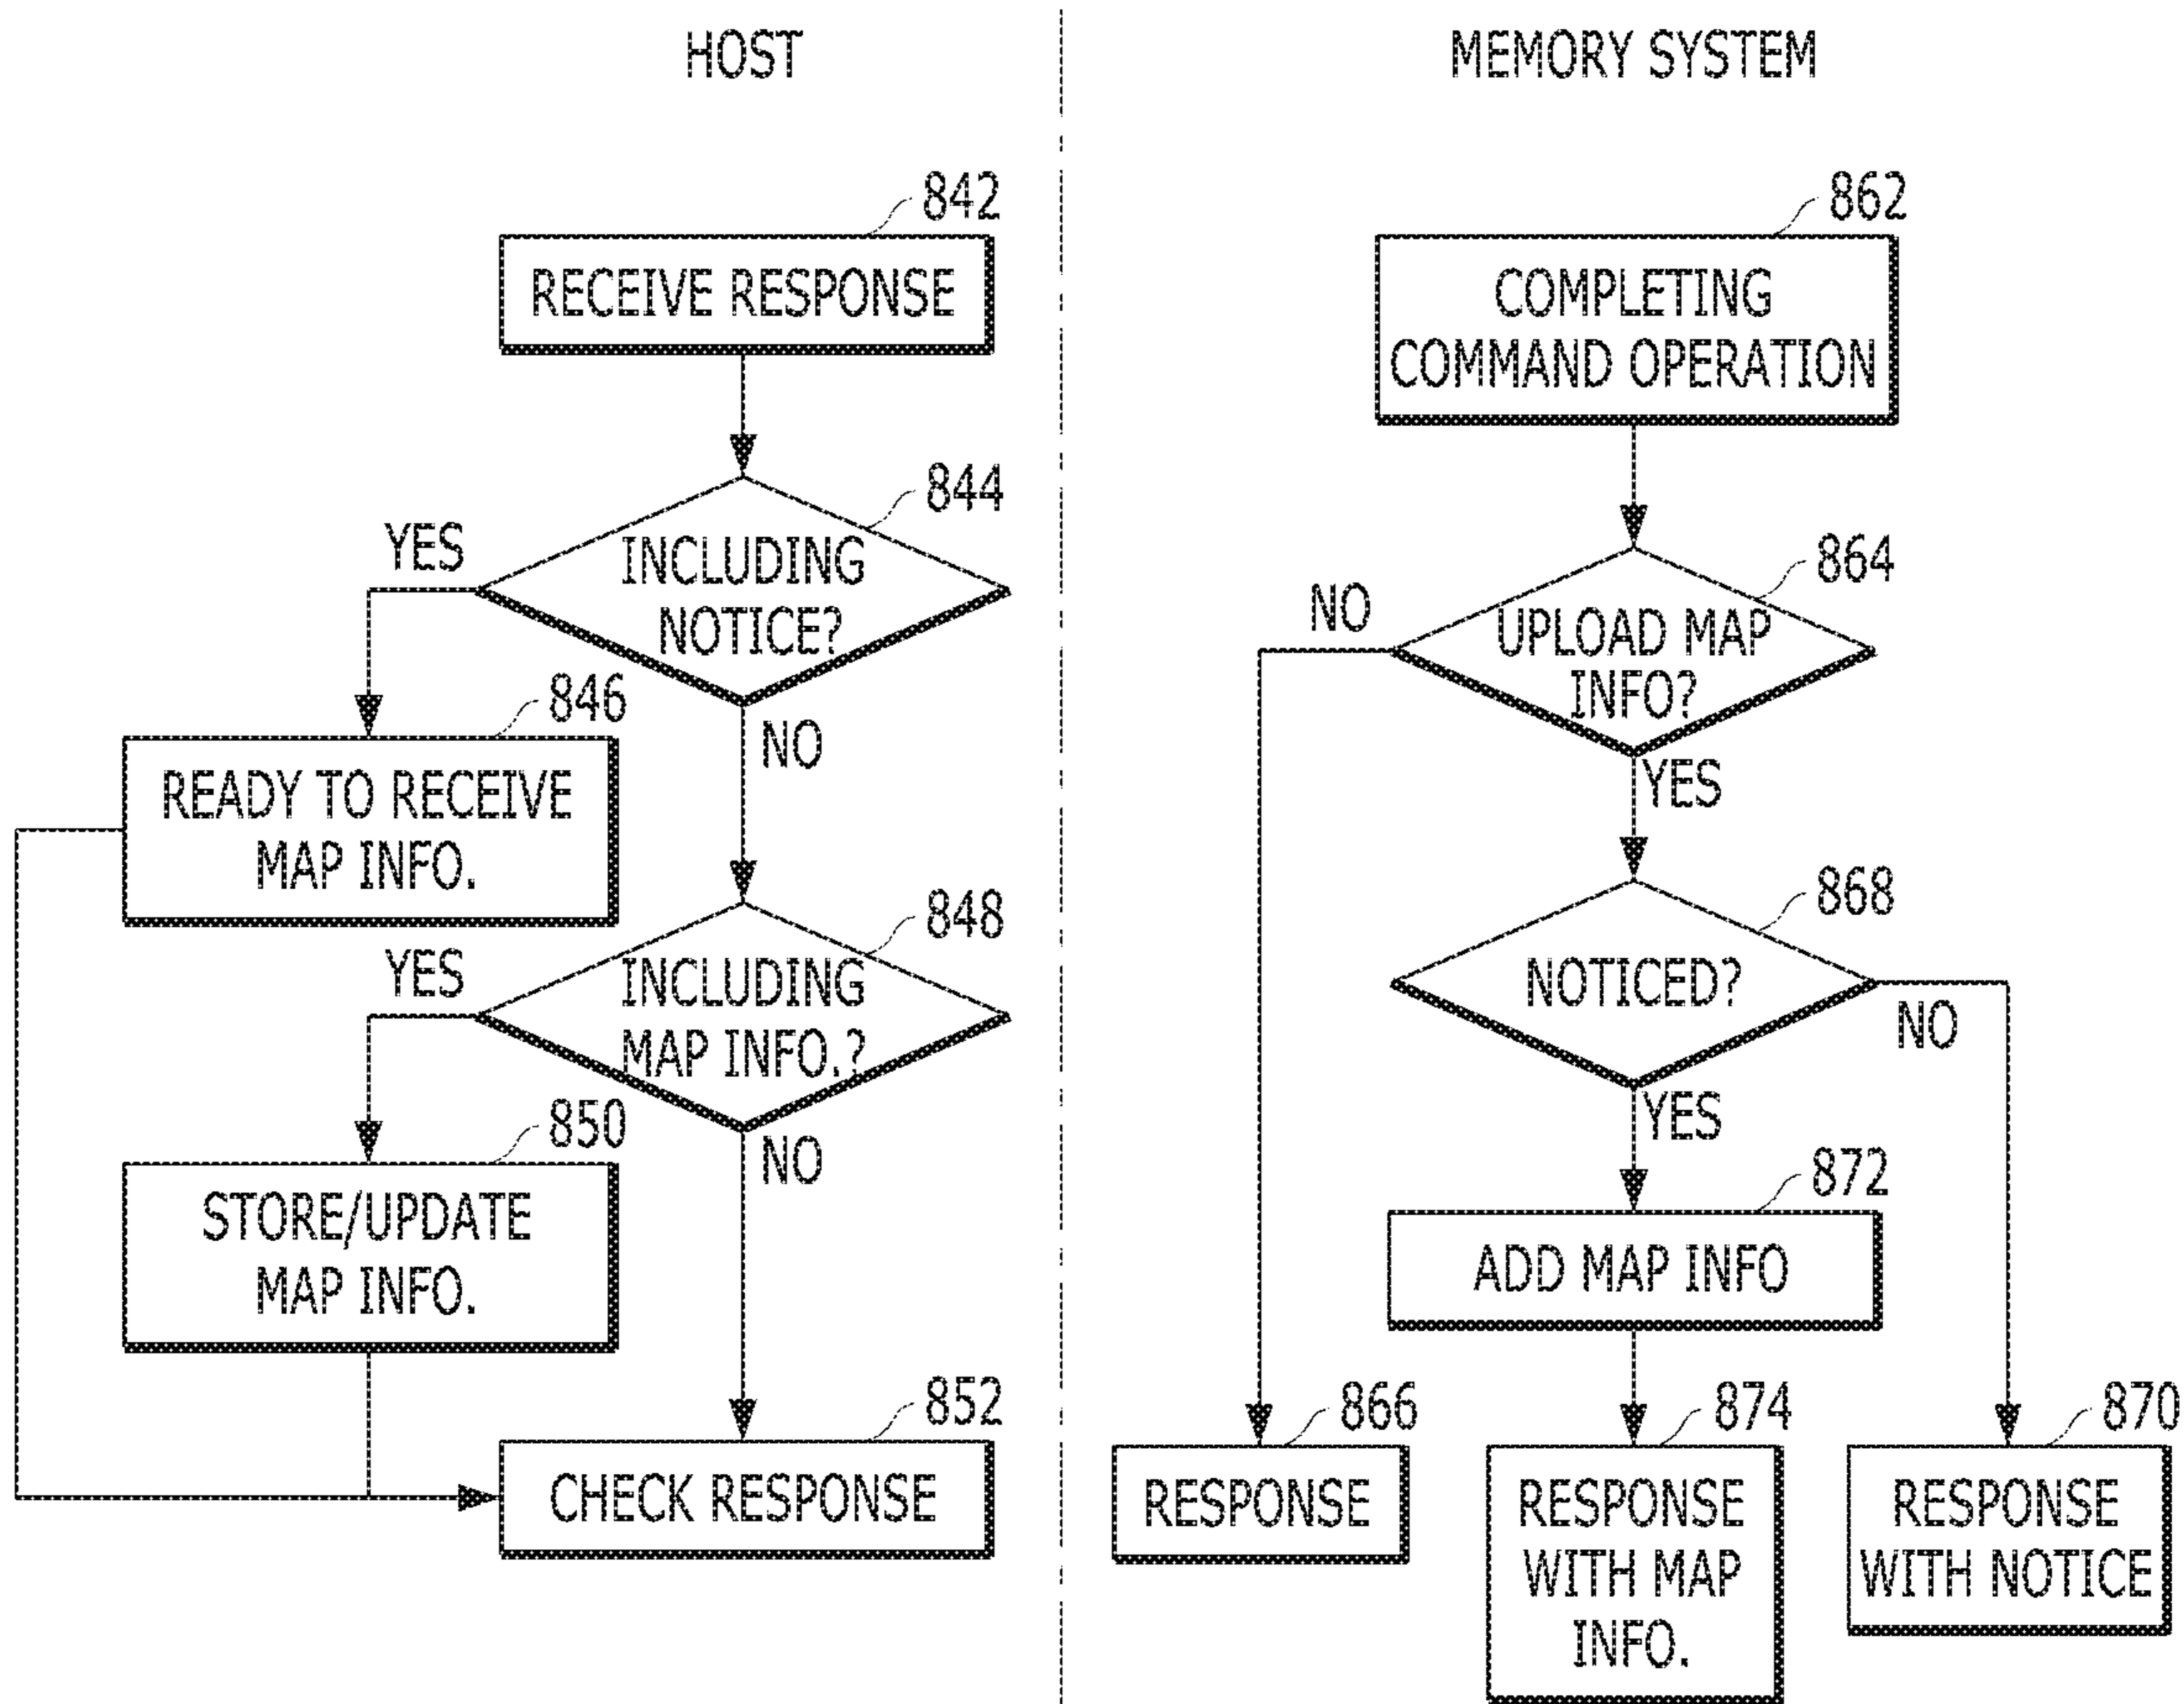 HOST
842
RECEIVE RESPONSE
844
YES
INCLUDING
NOTICE?
846
NO
READY TO RECEIVE
MAP INFO.
848
YES
INCLUDING
MAP INFO.?
850
NO
STORE/UPDATE
MAP INFO.
852
CHECK RESPONSE
MEMORY SYSTEM
862
COMPLETING
COMMAND OPERATION
864
NO
UPLOAD MAP
INFO?
YES
868
NOTICED?
NO
YES
872
ADD MAP INFO
866
RESPONSE
874
RESPONSE
WITH MAP
INFO.
870
RESPONSE
WITH NOTICE